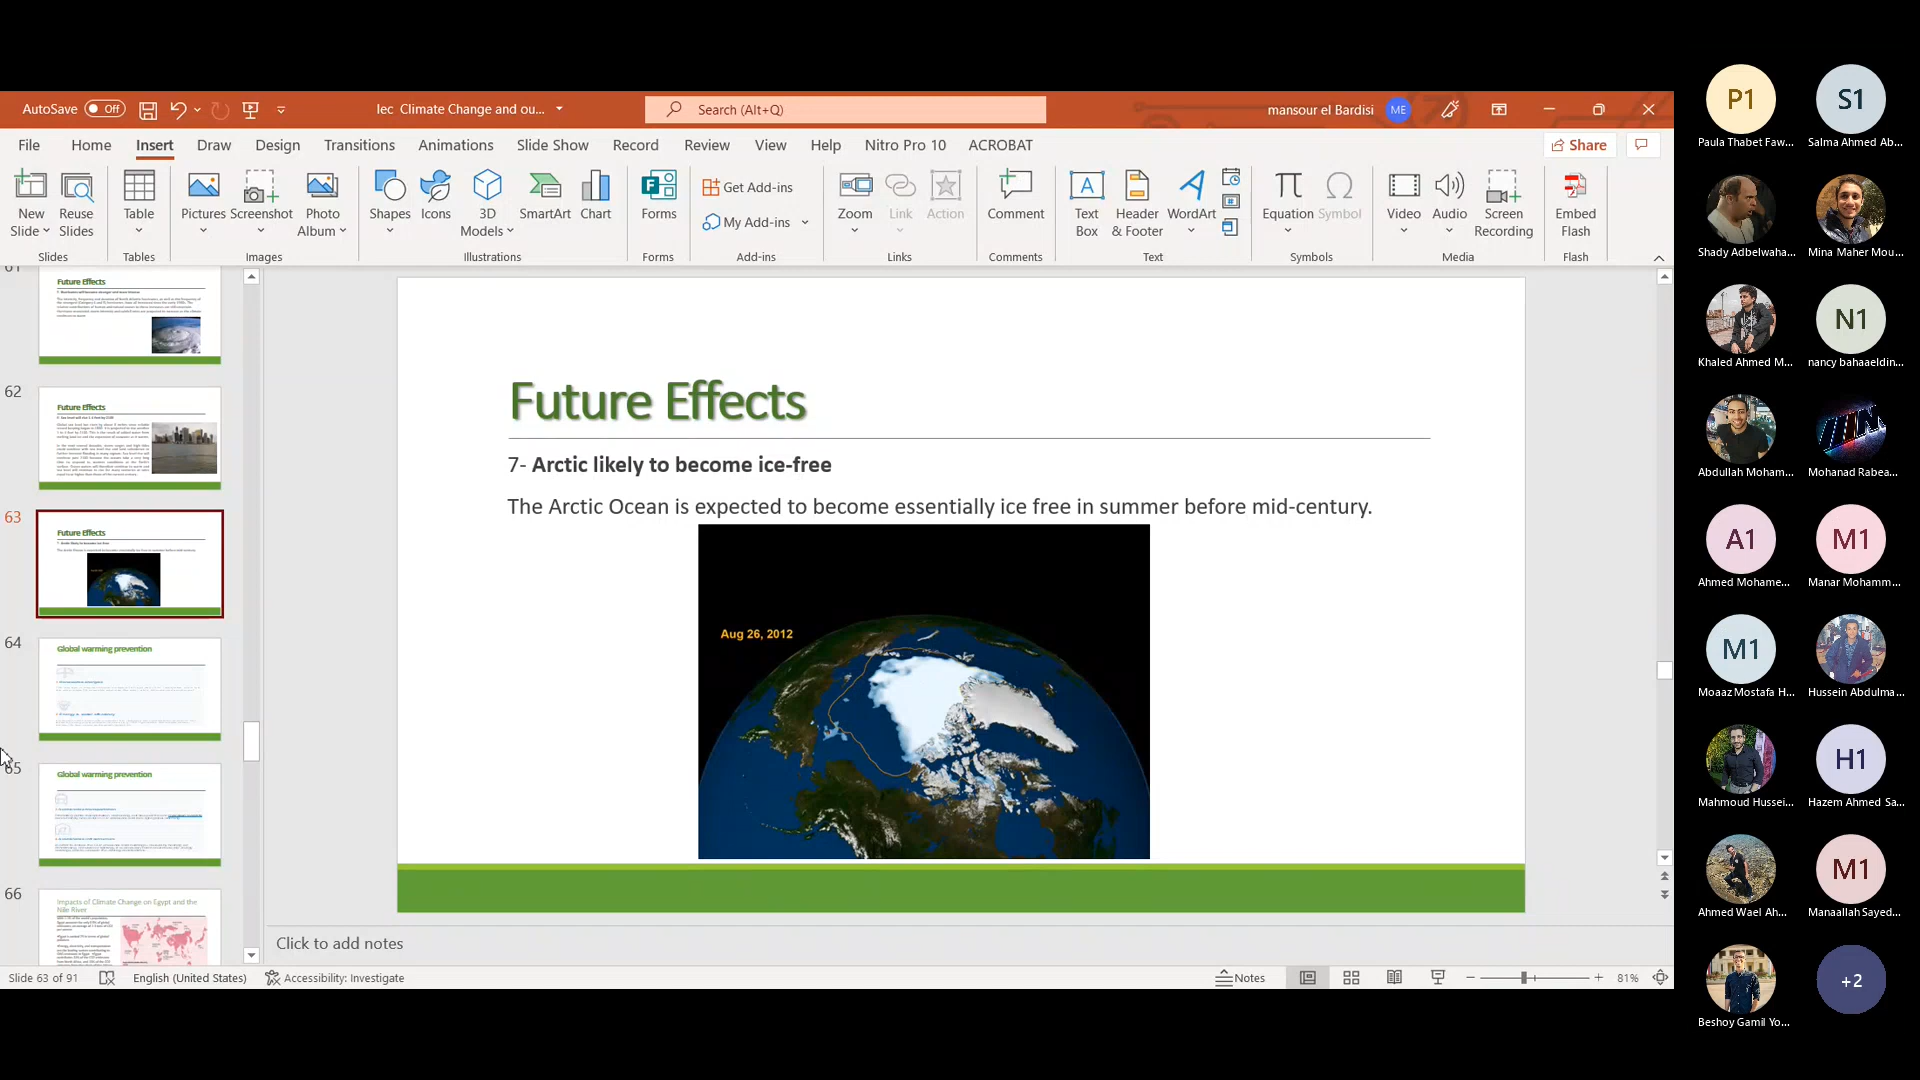 AutoSave Off
lec Climate Change and ou...
Search (Alt+Q)
mansour el Bardisi ME
File Home Insert Draw Design Transitions Animations Slide Show Record Review View Help Nitro Pro 10 ACROBAT
Share
New Slide
Reuse Slides
Table
Pictures
Screenshot
Photo Album
Shapes
Icons
3D Models
SmartArt
Chart
Forms
Get Add-ins
My Add-ins
Zoom
Link
Action
Comment
Text Box
Header & Footer
WordArt
Equation
Symbol
Video
Audio
Screen Recording
Embed Flash
Slides Tables Images Illustrations Forms Add-ins Links Comments Text Symbols Media Flash
61
Future Effects
62
Future Effects
63
Future Effects
64
Global warming prevention
65
Global warming prevention
66
Impacts of Climate Change on Egypt and the
Nile River
Future Effects
7- Arctic likely to become ice-free
The Arctic Ocean is expected to become essentially ice free in summer before mid-century.
Aug 26, 2012
Click to add notes
Slide 63 of 91
English (United States)
Accessibility: Investigate
Notes
81%
P1
Paula Thabet Faw...
S1
Salma Ahmed Ab...
Shady Adbelwaha...
Mina Maher Mou...
Khaled Ahmed M...
N1
nancy bahaaeldin...
Abdullah Moham...
Mohanad Rabea...
A1
Ahmed Mohame...
M1
Manar Mohamm...
M1
Moaaz Mostafa H...
Hussein Abdulma...
Mahmoud Hussei...
H1
Hazem Ahmed Sa...
Ahmed Wael Ah...
M1
Manaallah Sayed...
Beshoy Gamil Yo...
+2